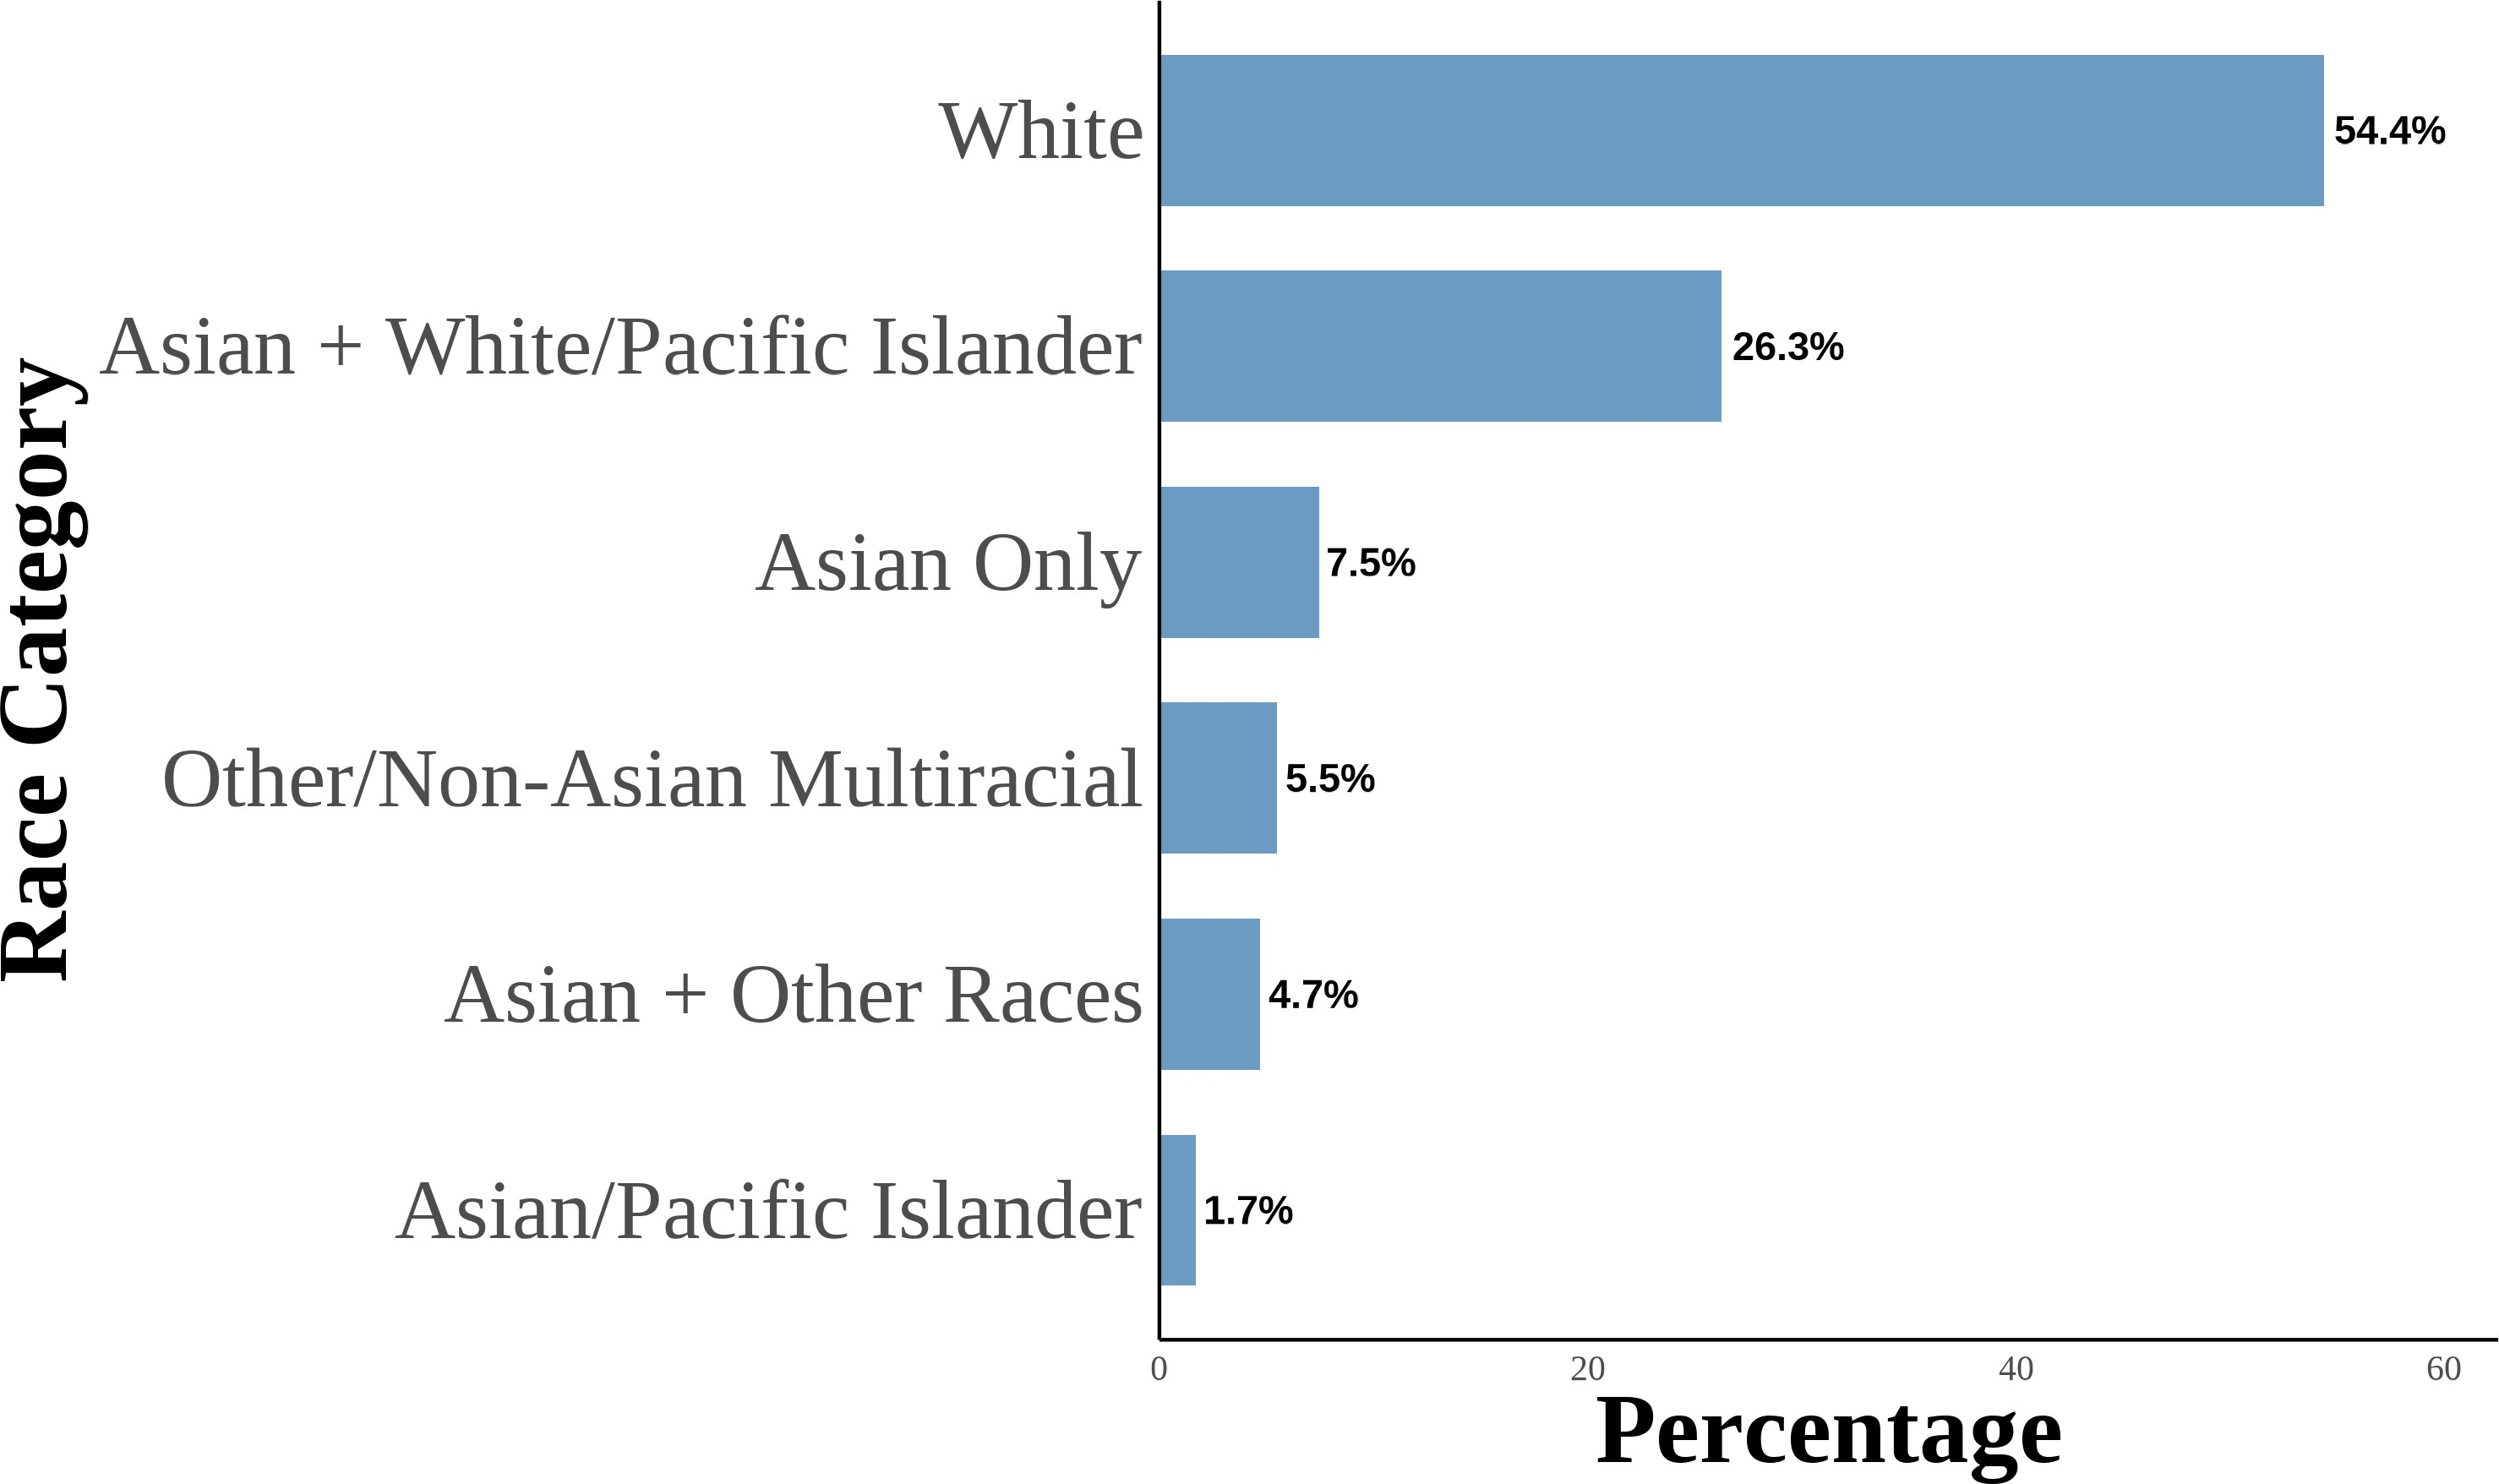 White
54.4%
Asian + White/Pacific Islander
26.3%
Asian Only
7.5%
Other/Non-Asian Multiracial
5.5%
Asian + Other Races
4.7%
Asian/Pacific Islander
1.7%
Race Category
0 20 40 60
Percentage